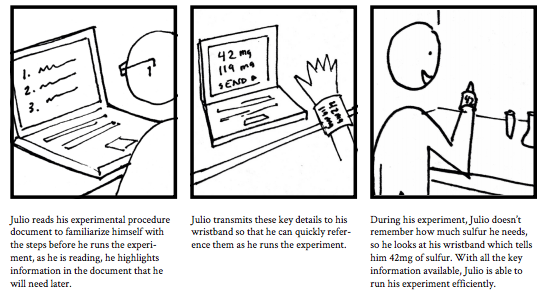 1.
2.
3.
42 mg
119 mg
SEND
42mg
42
Julio reads his experimental procedure
document to familiarize himself with
the steps before he runs the experi-
ment, as he is reading, he highlights
information in the document that he
will need later.
Julio transmits these key details to his
wristband so that he can quickly refer-
ence them as he runs the experiment.
During his experiment, Julio doesn't
remember how much sulfur he needs,
so he looks at his wristband which tells
him 42mg of sulfur. With all the key
information available, Julio is able to
run his experiment efficiently.